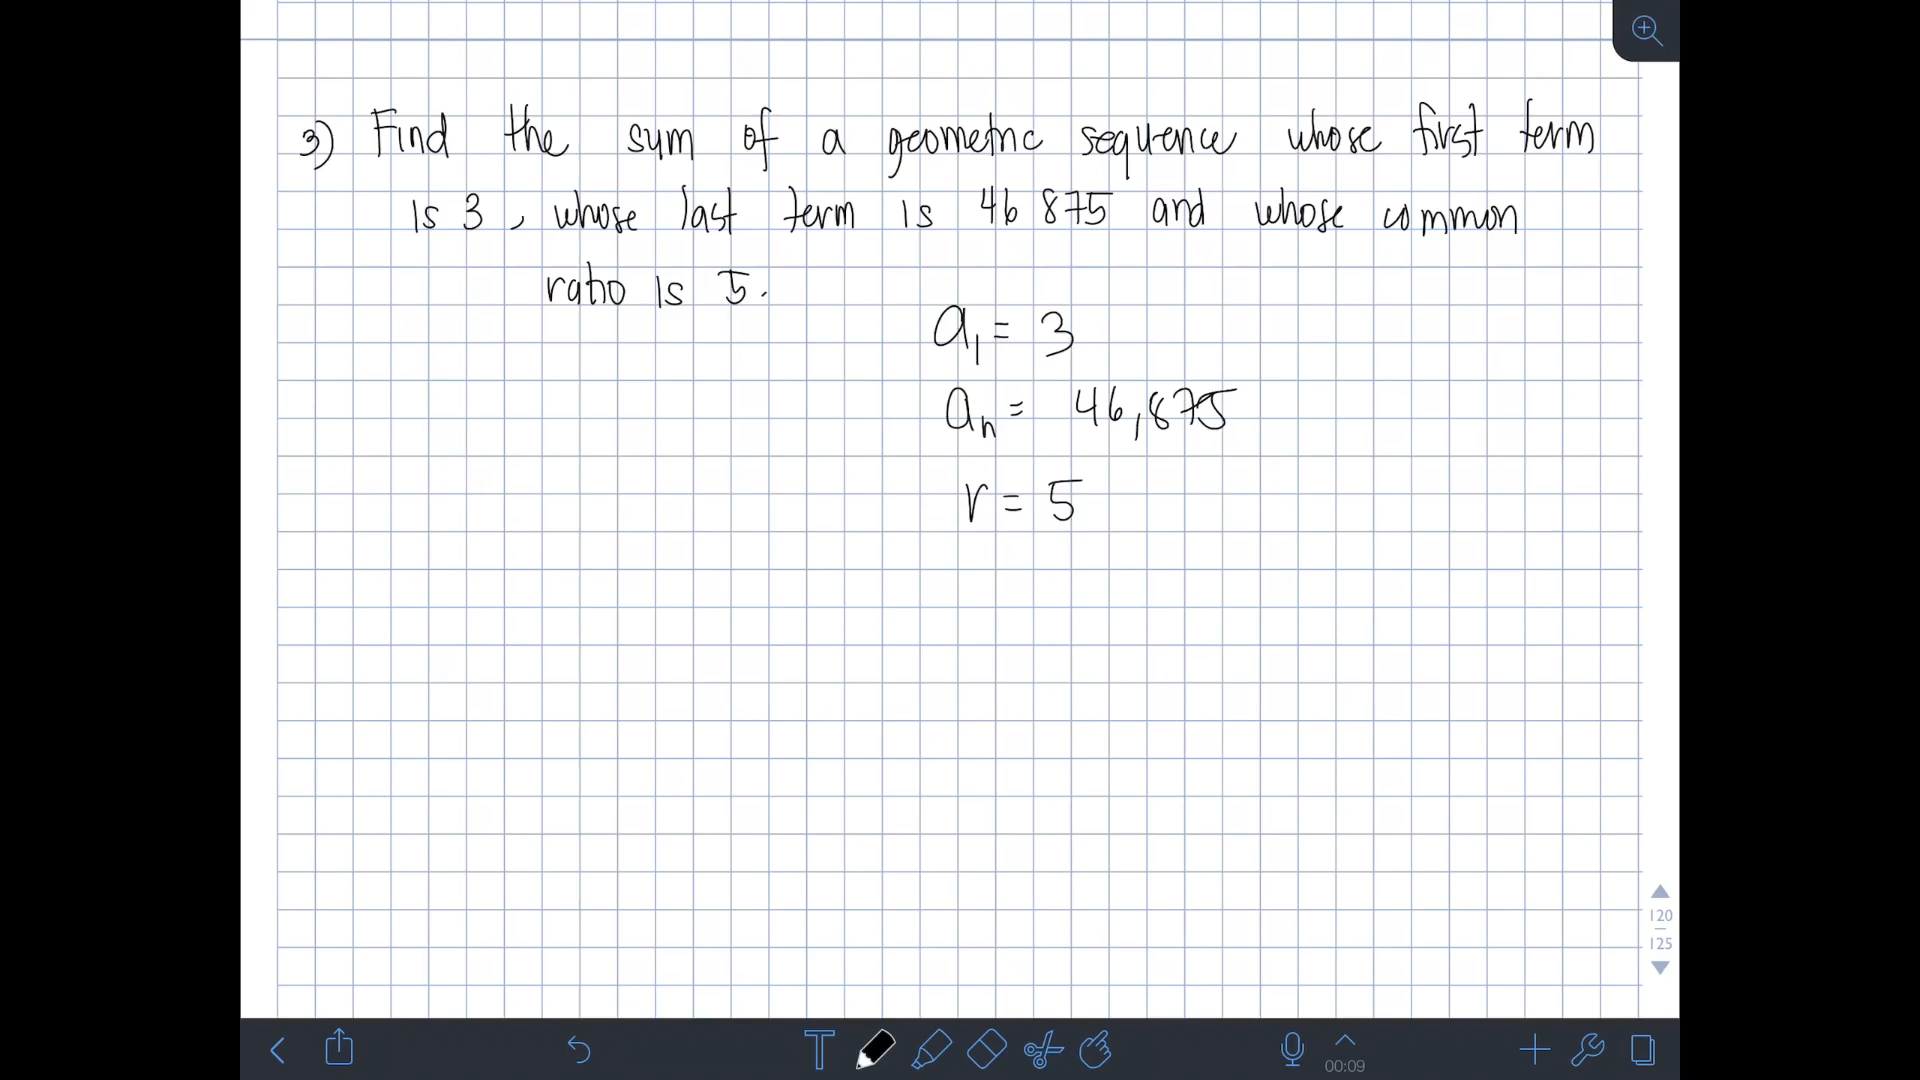 3) Find the sum of a geometric sequence whose first term
is 3, whose last term is 46 875 and whose common
ratio is 5.
a₁ = 3
aₙ = 46,875
r = 5
120
125
T
00:09